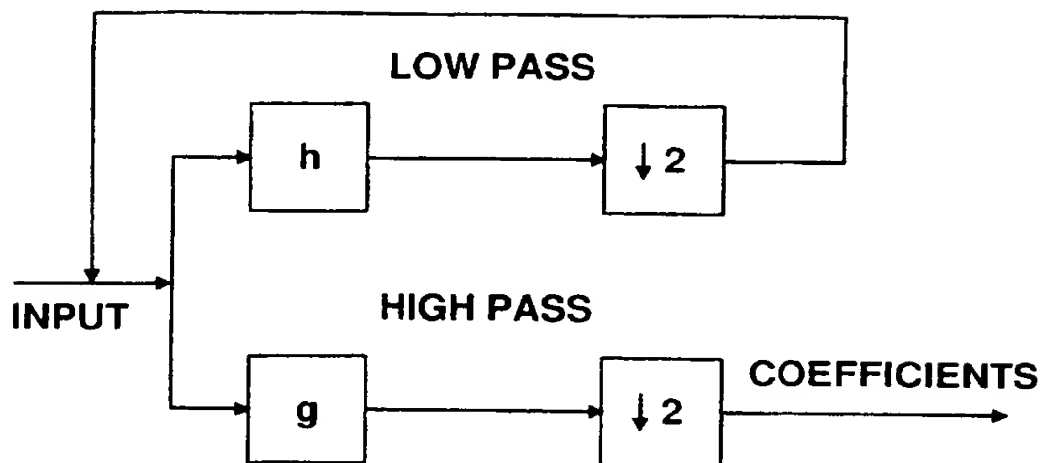 LOW PASS
h
↓ 2
INPUT
HIGH PASS
g
↓ 2
COEFFICIENTS